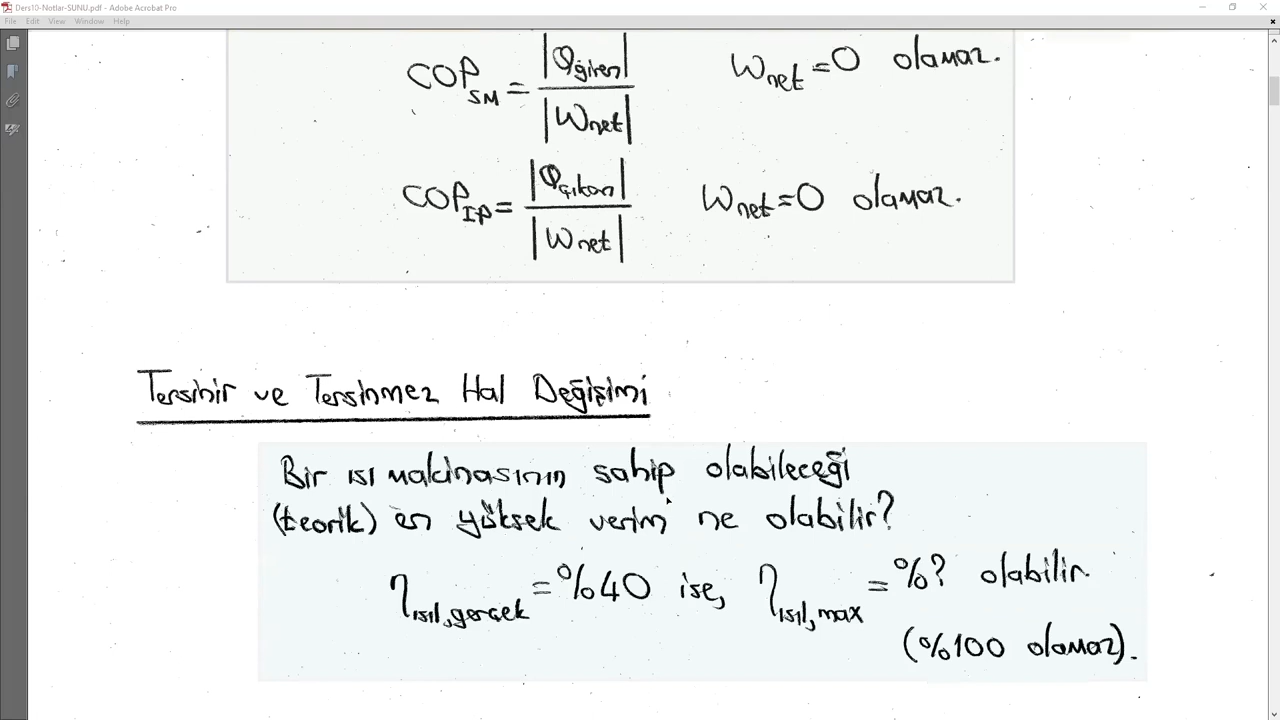 Ders10-Notlar-SUNU.pdf - Adobe Acrobat Pro
File Edit View Window Help
COP_SM = |Q_giren| / |W_net| W_net = 0 olamaz.
COP_IP = |Q_çıkan| / |W_net| W_net = 0 olamaz.
Tersinir ve Tersinmez Hal Değişimi
Bir ısı makinasının sahip olabileceği
(teorik) en yüksek verim ne olabilir?
η_ısıl,gerçek = %40 ise, η_ısıl,max = %? olabilir.
(%100 olamaz).